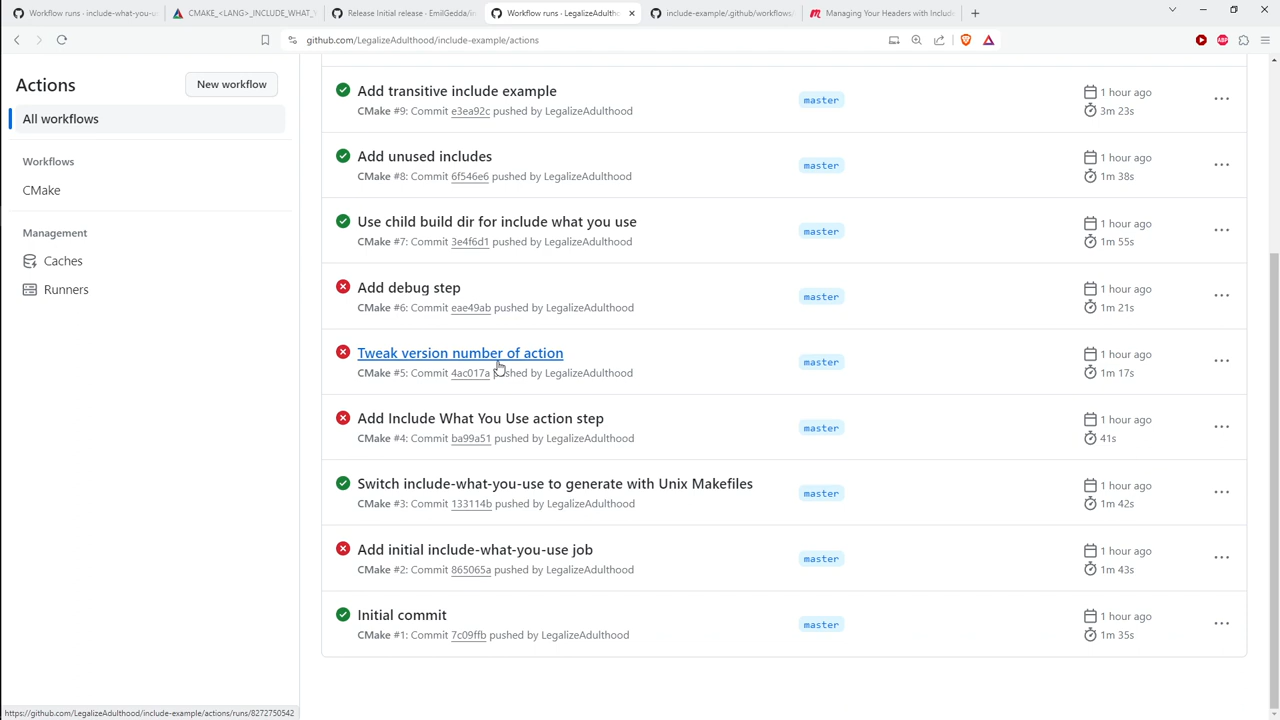 Workflow runs · include-what-you-us
CMAKE_<LANG>_INCLUDE_WHAT_Y
Release Initial release · EmilGedda/i
Workflow runs · LegalizeAdulth
include-example/.github/workflows/
Managing Your Headers with Includ
github.com/LegalizeAdulthood/include-example/actions
ABP
Actions
New workflow
All workflows
Workflows
CMake
Management
Caches
Runners
Add transitive include example
CMake #9: Commit e3ea92c pushed by LegalizeAdulthood
master
1 hour ago
3m 23s
Add unused includes
CMake #8: Commit 6f546e6 pushed by LegalizeAdulthood
master
1 hour ago
1m 38s
Use child build dir for include what you use
CMake #7: Commit 3e4f6d1 pushed by LegalizeAdulthood
master
1 hour ago
1m 55s
Add debug step
CMake #6: Commit eae49ab pushed by LegalizeAdulthood
master
1 hour ago
1m 21s
Tweak version number of action
CMake #5: Commit 4ac017a pushed by LegalizeAdulthood
master
1 hour ago
1m 17s
Add Include What You Use action step
CMake #4: Commit ba99a51 pushed by LegalizeAdulthood
master
1 hour ago
41s
Switch include-what-you-use to generate with Unix Makefiles
CMake #3: Commit 133114b pushed by LegalizeAdulthood
master
1 hour ago
1m 42s
Add initial include-what-you-use job
CMake #2: Commit 865065a pushed by LegalizeAdulthood
master
1 hour ago
1m 43s
Initial commit
CMake #1: Commit 7c09ffb pushed by LegalizeAdulthood
master
1 hour ago
1m 35s
https://github.com/LegalizeAdulthood/include-example/actions/runs/8272750542